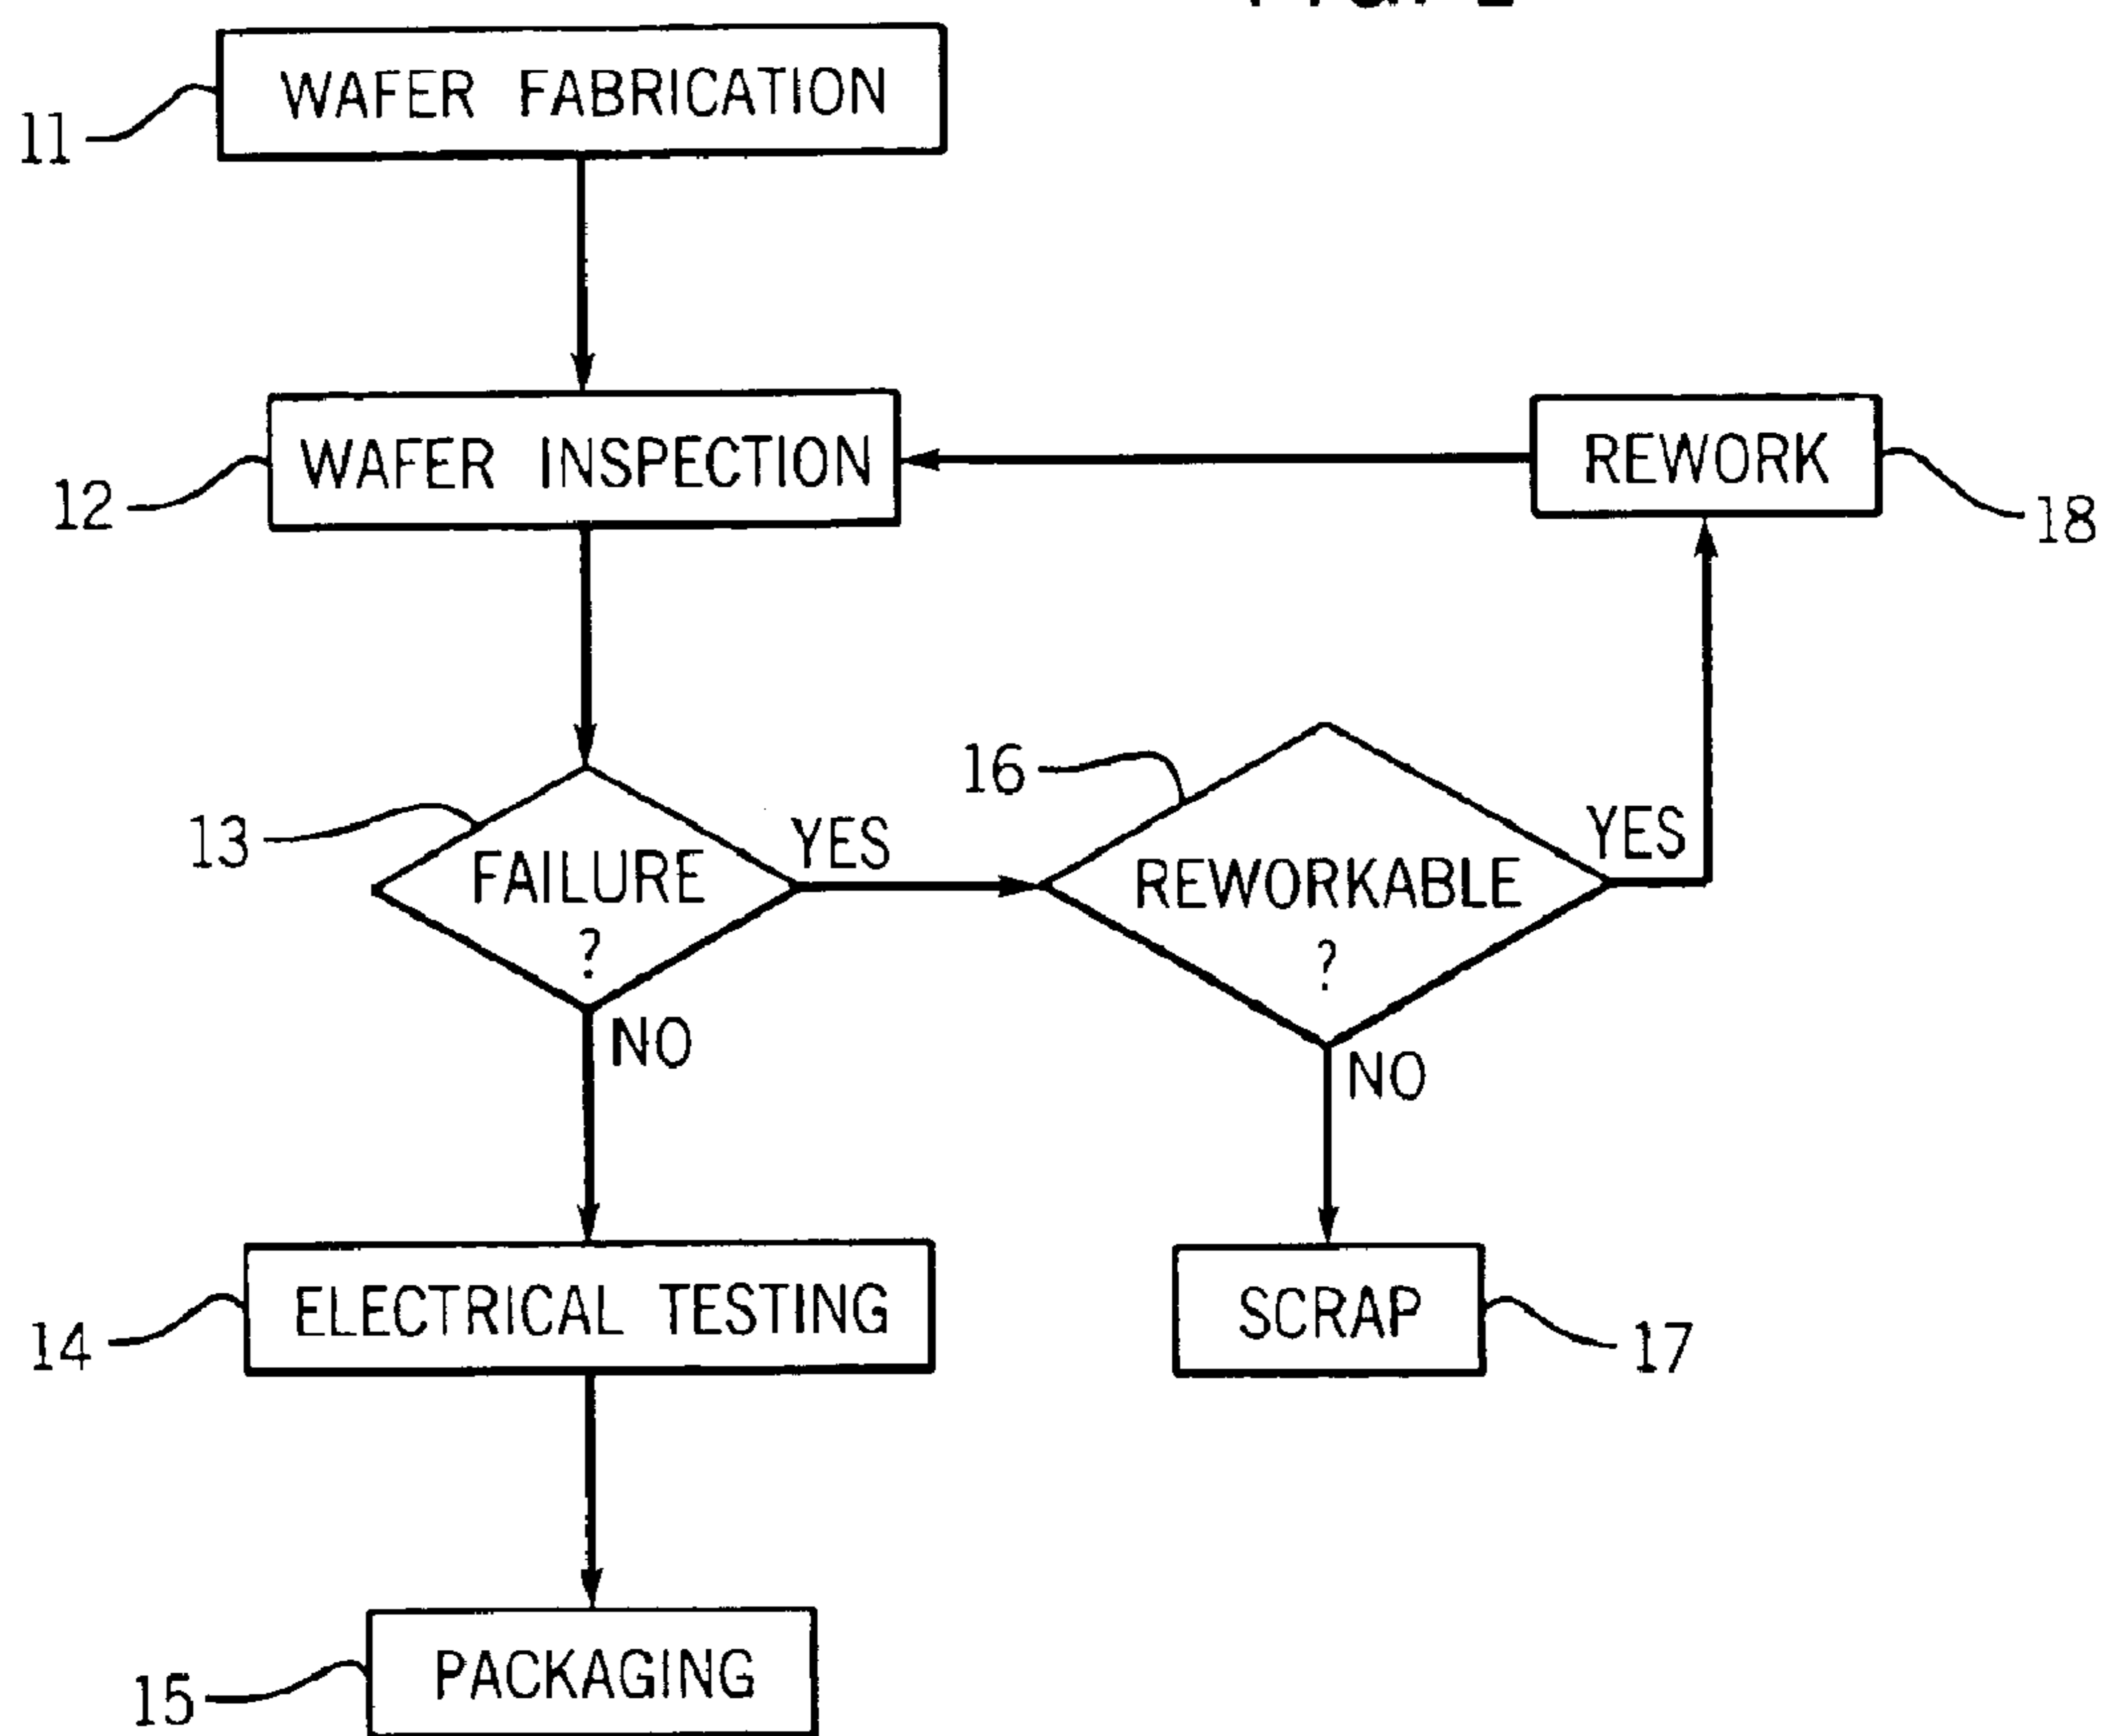 WAFER FABRICATION
11
WAFER INSPECTION
12
REWORK
18
16
13
YES
YES
FAILURE
?
REWORKABLE
?
NO
NO
ELECTRICAL TESTING
14
SCRAP
17
PACKAGING
15